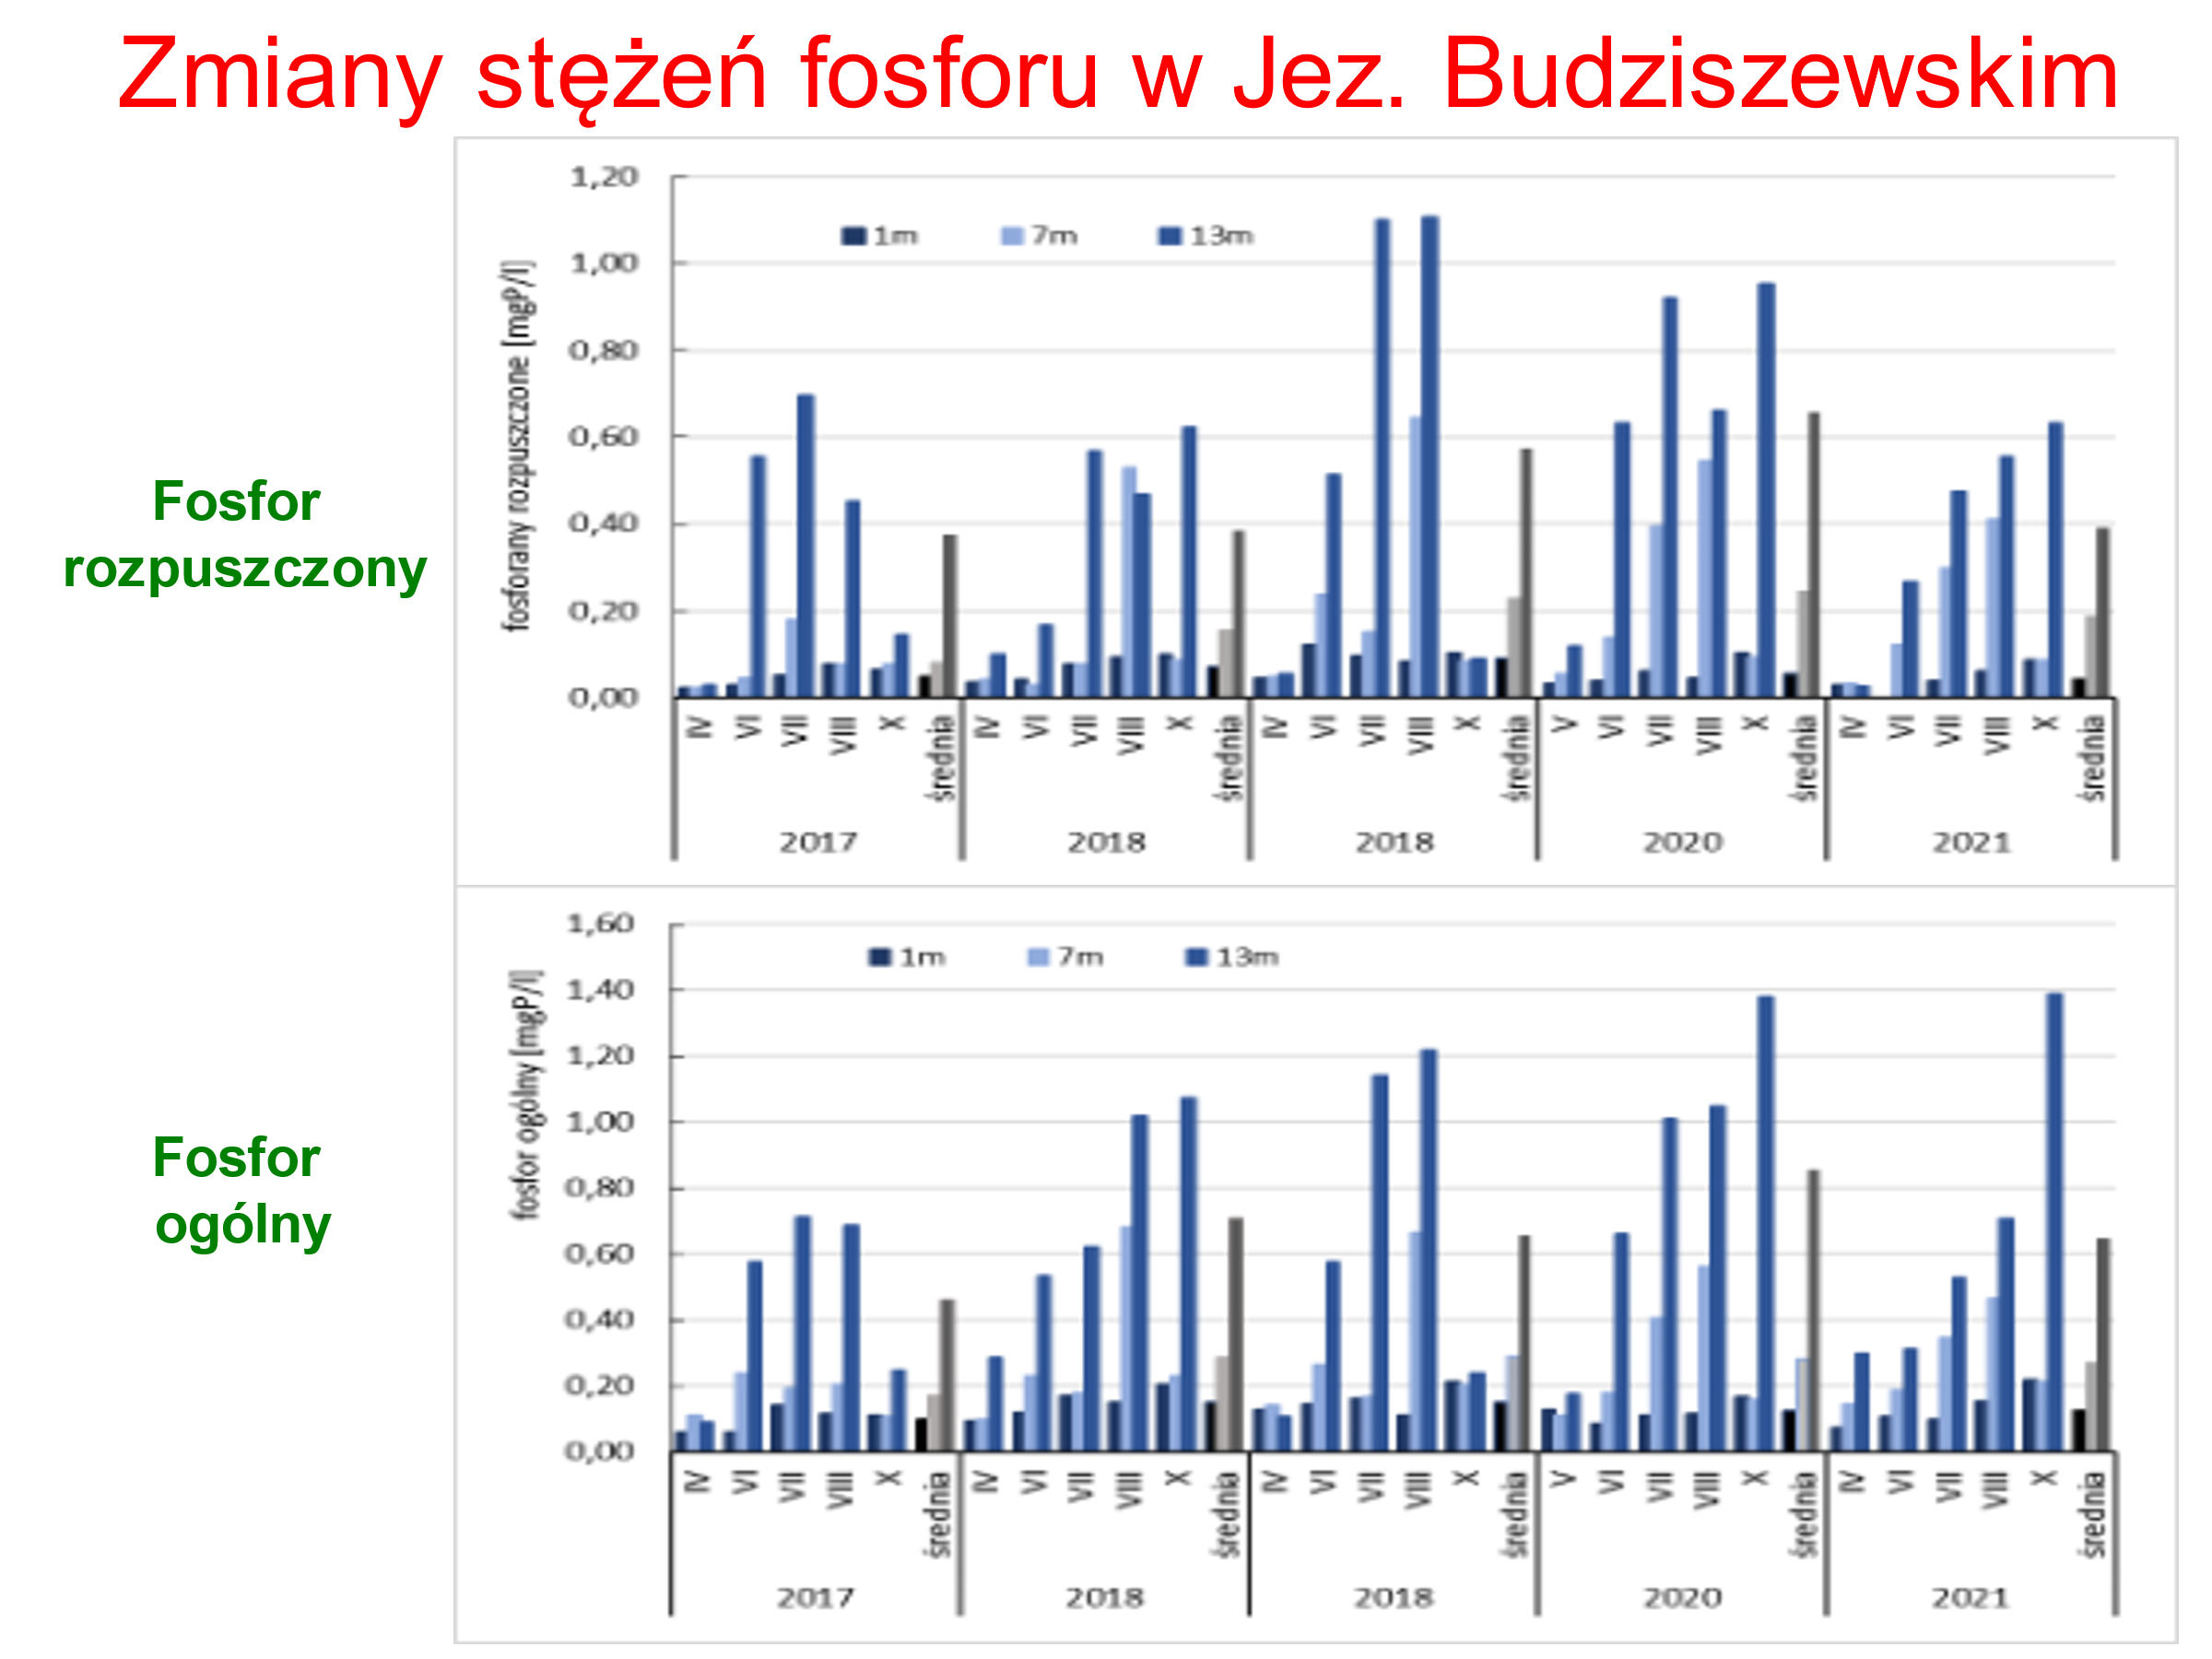 Zmiany stężeń fosforu w Jez. Budziszewskim
Fosfor
rozpuszczony
fosforany rozpuszczone [mgP/l]
1,20
1,00
0,80
0,60
0,40
0,20
0,00
1m 7m 13m
IV VI VII VIII X średnia IV VI VII VIII X średnia IV VI VII VIII X średnia V VI VII VIII X średnia IV VI VII VIII X średnia
2017 2018 2018 2020 2021
Fosfor
ogólny
fosfor ogólny [mgP/l]
1,60
1,40
1,20
1,00
0,80
0,60
0,40
0,20
0,00
1m 7m 13m
IV VI VII VIII X średnia IV VI VII VIII X średnia IV VI VII VIII X średnia V VI VII VIII X średnia IV VI VII VIII X średnia
2017 2018 2018 2020 2021